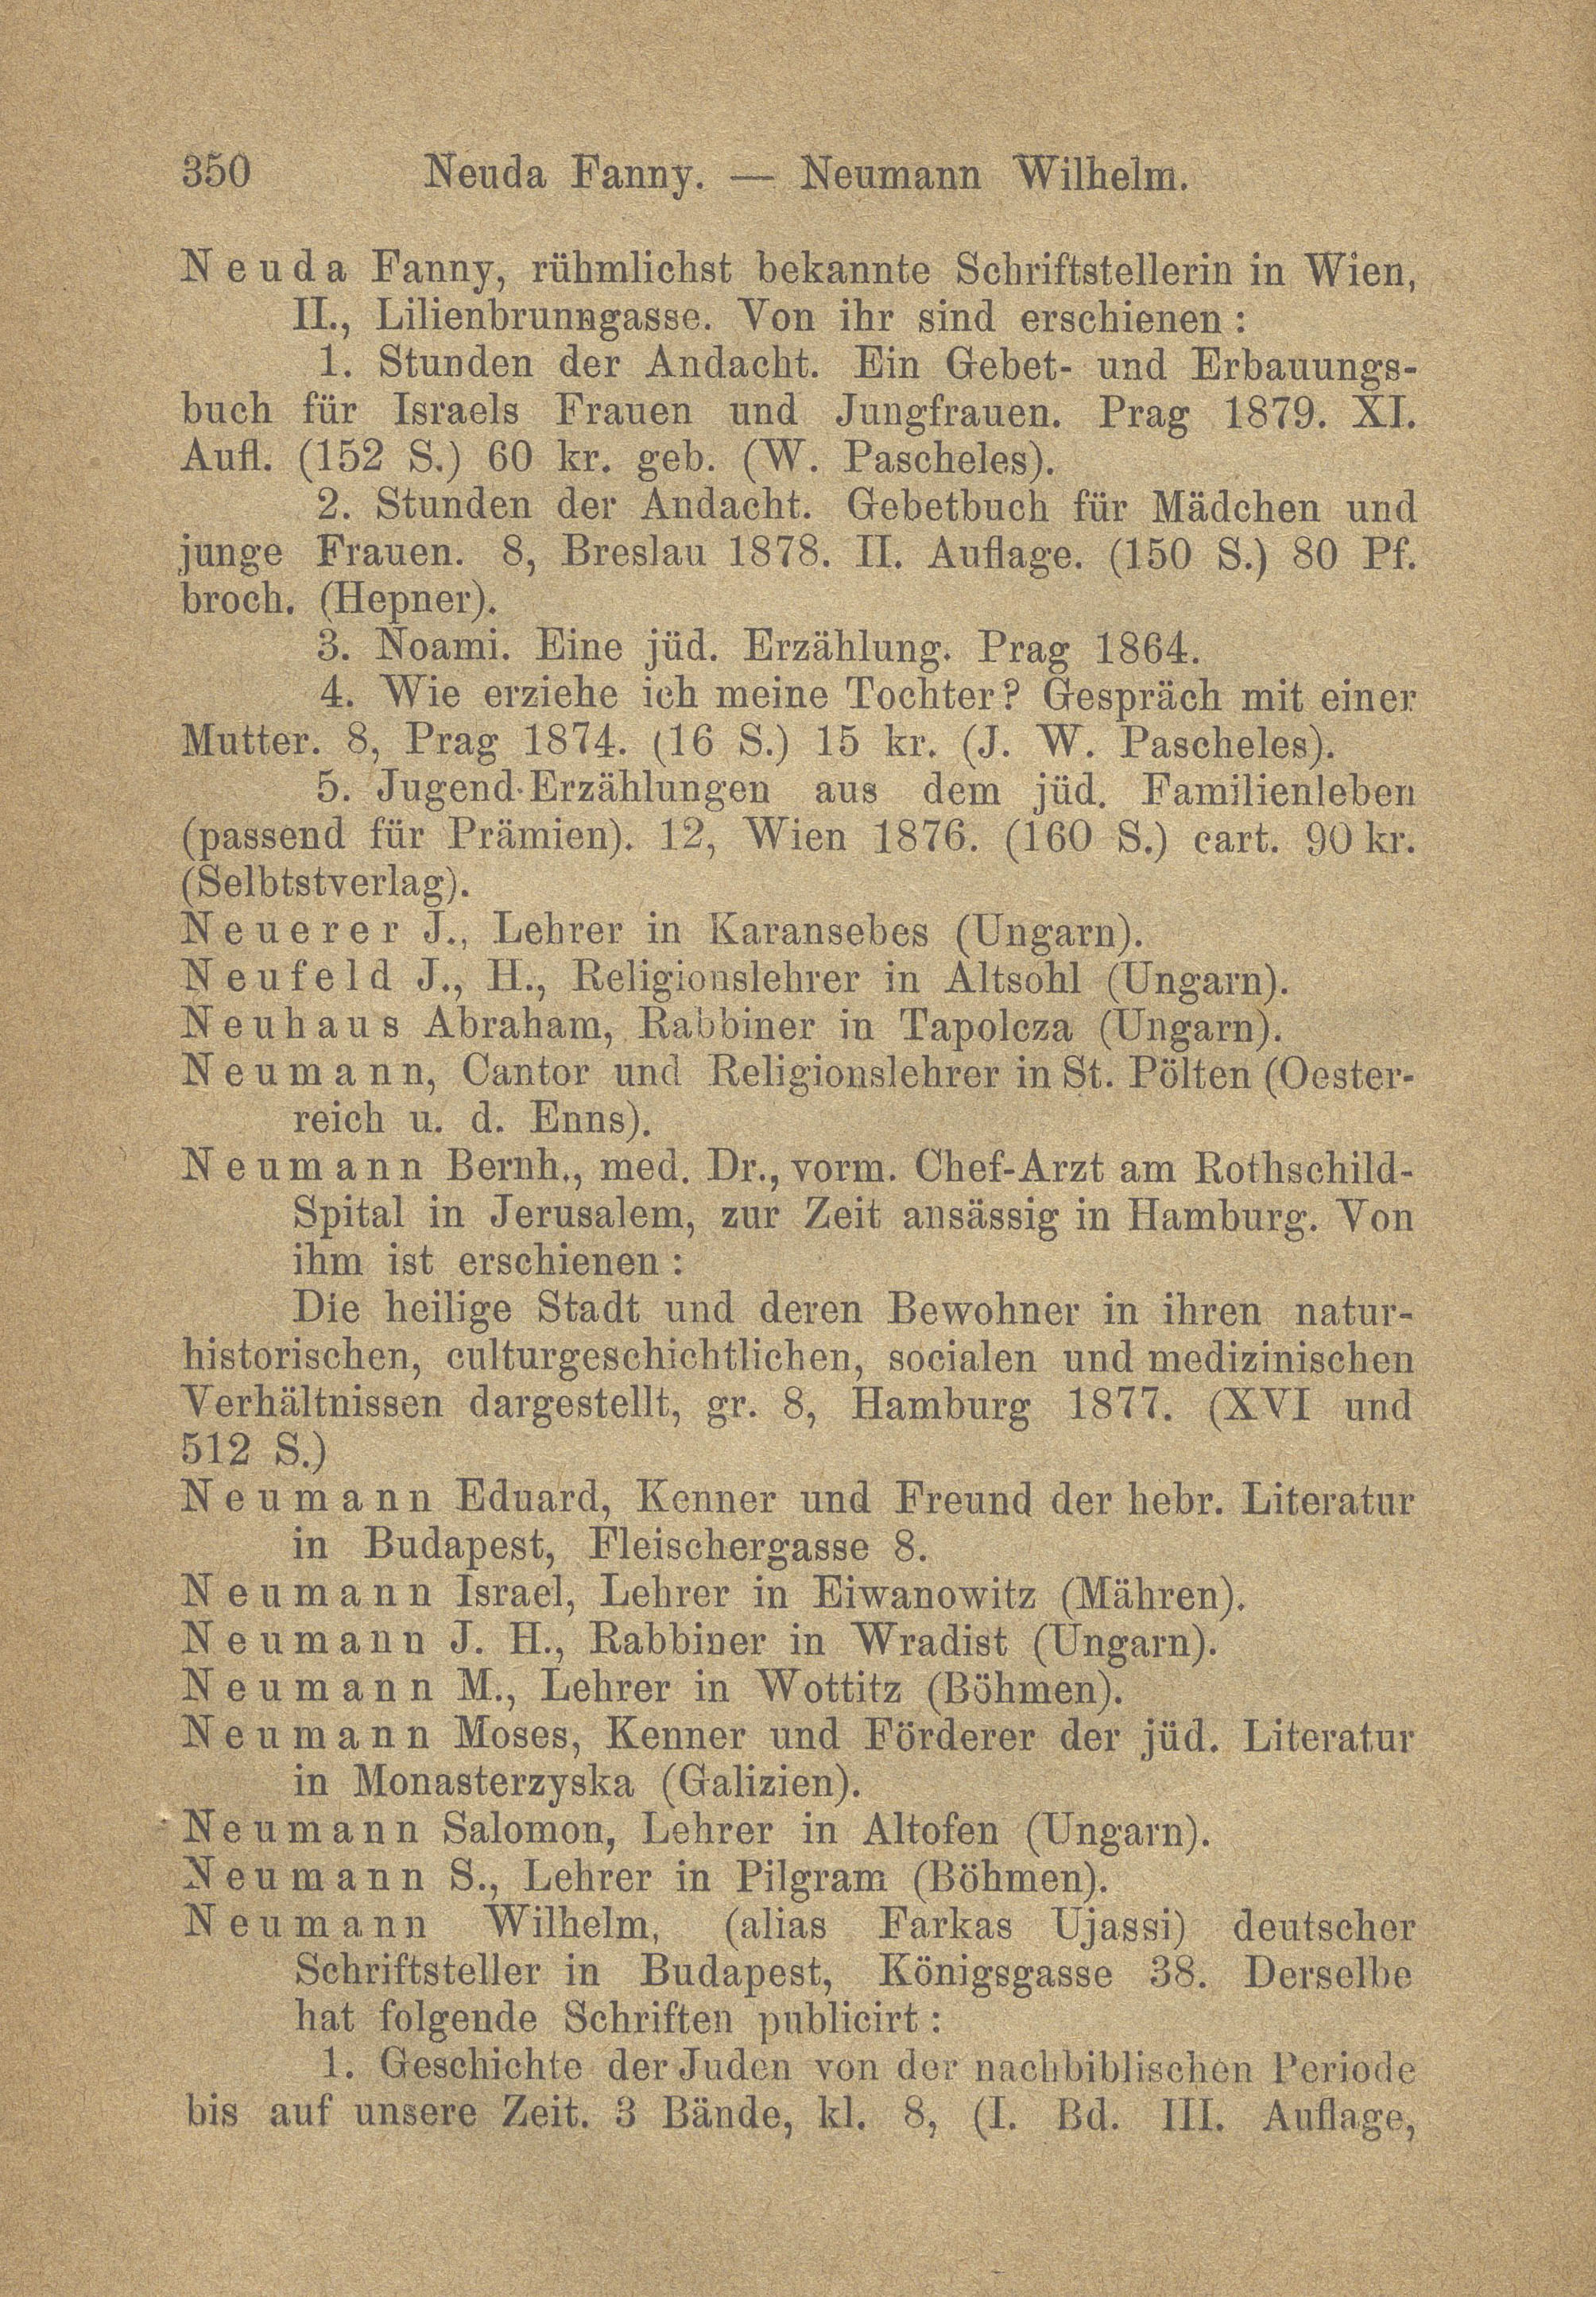 350 Neuda Fanny. — Neumann Wilhelm.
Neuda Fanny, rühmlichst bekannte Schriftstellerin in Wien,
II., Lilienbrunngasse. Von ihr sind erschienen:
1. Stunden der Andacht. Ein Gebet- und Erbauungs-
buch für Israels Frauen und Jungfrauen. Prag 1879. XI.
Aufl. (152 S.) 60 kr. geb. (W. Pascheles).
2. Stunden der Andacht. Gebetbuch für Mädchen und
junge Frauen. 8, Breslau 1878. II. Auflage. (150 S.) 80 Pf.
broch. (Hepner).
3. Noami. Eine jüd. Erzählung. Prag 1864.
4. Wie erziehe ich meine Tochter? Gespräch mit einer
Mutter. 8, Prag 1874. (16 S.) 15 kr. (J. W. Pascheles).
5. Jugend-Erzählungen aus dem jüd. Familienleben
(passend für Prämien). 12, Wien 1876. (160 S.) cart. 90 kr.
(Selbtstverlag).
Neuerer J., Lehrer in Karansebes (Ungarn).
Neufeld J., H., Religionslehrer in Altsohl (Ungarn).
Neuhaus Abraham, Rabbiner in Tapolcza (Ungarn).
Neumann, Cantor und Religionslehrer in St. Pölten (Oester-
reich u. d. Enns).
Neumann Bernh., med. Dr., vorm. Chef-Arzt am Rothschild-
Spital in Jerusalem, zur Zeit ansässig in Hamburg. Von
ihm ist erschienen:
Die heilige Stadt und deren Bewohner in ihren natur-
historischen, culturgeschichtlichen, socialen und medizinischen
Verhältnissen dargestellt, gr. 8, Hamburg 1877. (XVI und
512 S.)
Neumann Eduard, Kenner und Freund der hebr. Literatur
in Budapest, Fleischergasse 8.
Neumann Israel, Lehrer in Eiwanowitz (Mähren).
Neumann J. H., Rabbiner in Wradist (Ungarn).
Neumann M., Lehrer in Wottitz (Böhmen).
Neumann Moses, Kenner und Förderer der jüd. Literatur
in Monasterzyska (Galizien).
Neumann Salomon, Lehrer in Altofen (Ungarn).
Neumann S., Lehrer in Pilgram (Böhmen).
Neumann Wilhelm, (alias Farkas Ujassi) deutscher
Schriftsteller in Budapest, Königsgasse 38. Derselbe
hat folgende Schriften publicirt:
1. Geschichte der Juden von der nachbiblischen Periode
bis auf unsere Zeit. 3 Bände, kl. 8, (I. Bd. III. Auflage,